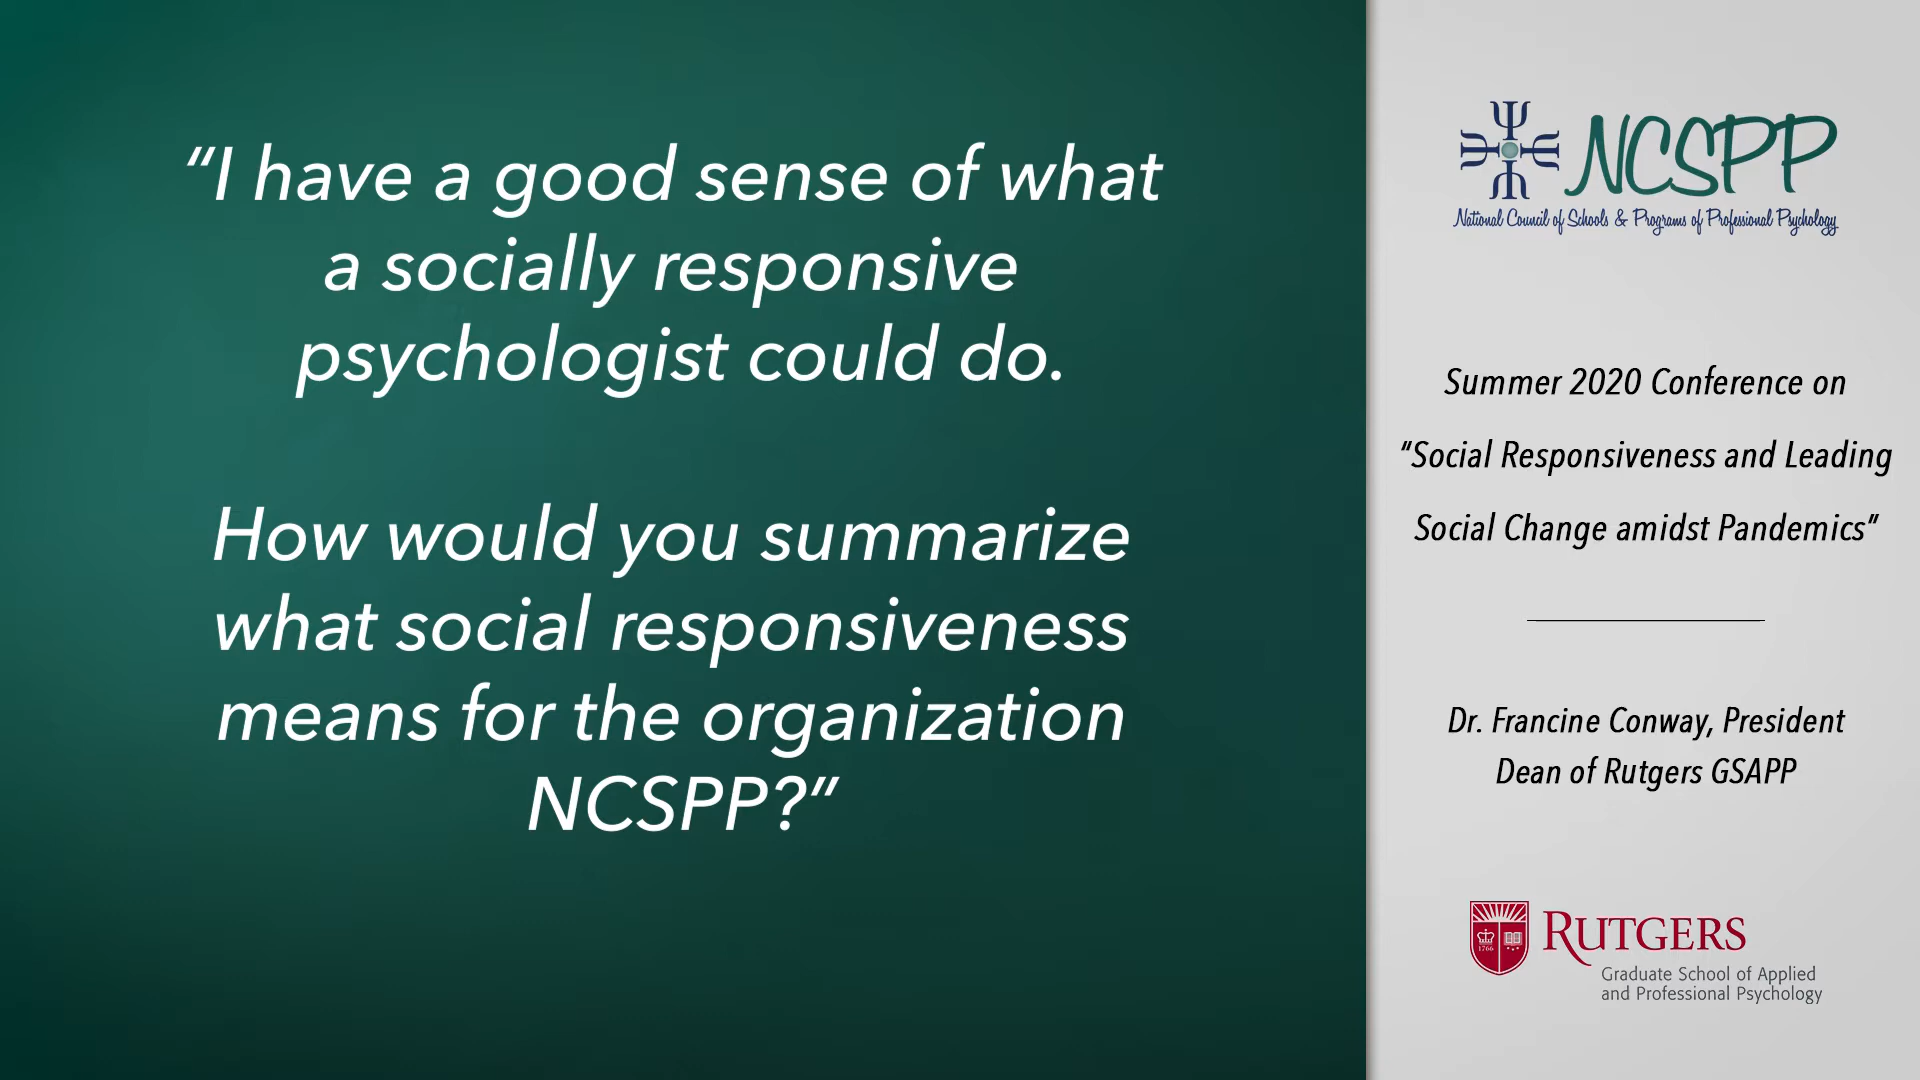 “I have a good sense of what
a socially responsive
psychologist could do.
How would you summarize
what social responsiveness
means for the organization
NCSPP?”
NCSPP
National Council of Schools & Programs of Professional Psychology
Summer 2020 Conference on
“Social Responsiveness and Leading
Social Change amidst Pandemics”
Dr. Francine Conway, President
Dean of Rutgers GSAPP
1766
RUTGERS
Graduate School of Applied
and Professional Psychology